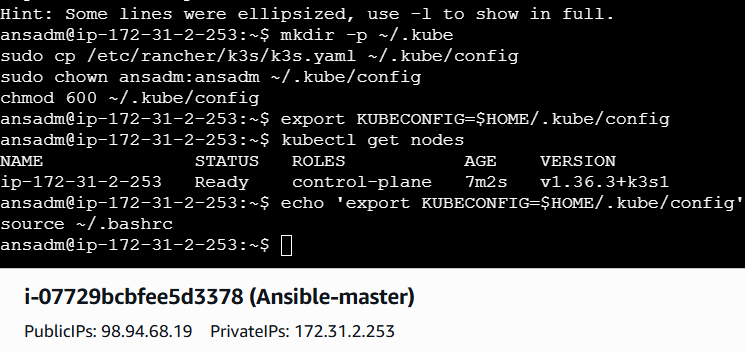 Hint: Some lines were ellipsized, use -l to show in full.
ansadm@ip-172-31-2-253:~$ mkdir -p ~/.kube
sudo cp /etc/rancher/k3s/k3s.yaml ~/.kube/config
sudo chown ansadm:ansadm ~/.kube/config
chmod 600 ~/.kube/config
ansadm@ip-172-31-2-253:~$ export KUBECONFIG=$HOME/.kube/config
ansadm@ip-172-31-2-253:~$ kubectl get nodes
NAME STATUS ROLES AGE VERSION
ip-172-31-2-253 Ready control-plane 7m2s v1.36.3+k3s1
ansadm@ip-172-31-2-253:~$ echo 'export KUBECONFIG=$HOME/.kube/config'
source ~/.bashrc
ansadm@ip-172-31-2-253:~$
i-07729bcbfee5d3378 (Ansible-master)
PublicIPs: 98.94.68.19 PrivateIPs: 172.31.2.253